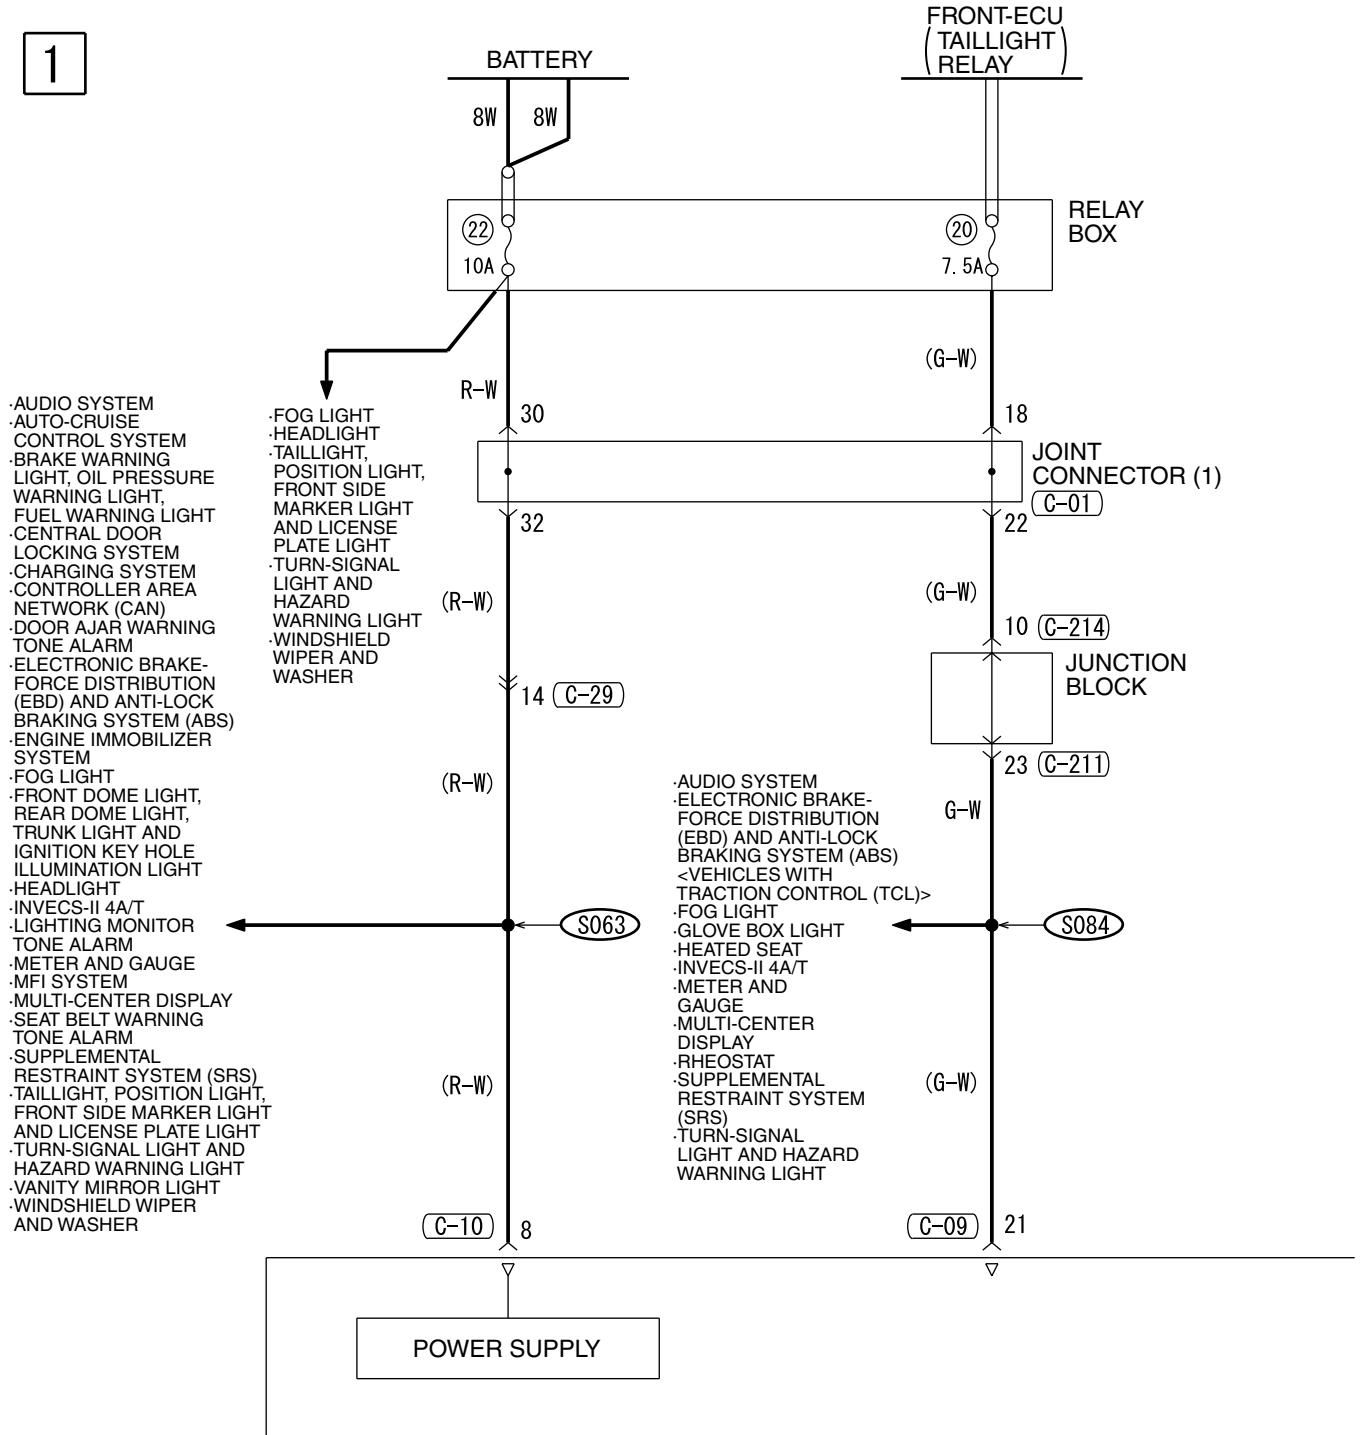 1
BATTERY
FRONT-ECU
(TAILLIGHT
RELAY)
8W
8W
RELAY
BOX
22
10A
20
7.5A
R-W
(G-W)
30
18
JOINT
CONNECTOR (1)
C-01
32
22
·FOG LIGHT
·HEADLIGHT
·TAILLIGHT,
POSITION LIGHT,
FRONT SIDE
MARKER LIGHT
AND LICENSE
PLATE LIGHT
·TURN-SIGNAL
LIGHT AND
HAZARD
WARNING LIGHT
·WINDSHIELD
WIPER AND
WASHER
(R-W)
(G-W)
10 C-214
JUNCTION
BLOCK
14 C-29
23 C-211
(R-W)
G-W
·AUDIO SYSTEM
·AUTO-CRUISE
CONTROL SYSTEM
·BRAKE WARNING
LIGHT, OIL PRESSURE
WARNING LIGHT,
FUEL WARNING LIGHT
·CENTRAL DOOR
LOCKING SYSTEM
·CHARGING SYSTEM
·CONTROLLER AREA
NETWORK (CAN)
·DOOR AJAR WARNING
TONE ALARM
·ELECTRONIC BRAKE-
FORCE DISTRIBUTION
(EBD) AND ANTI-LOCK
BRAKING SYSTEM (ABS)
·ENGINE IMMOBILIZER
SYSTEM
·FOG LIGHT
·FRONT DOME LIGHT,
REAR DOME LIGHT,
TRUNK LIGHT AND
IGNITION KEY HOLE
ILLUMINATION LIGHT
·HEADLIGHT
·INVECS-II 4A/T
·LIGHTING MONITOR
TONE ALARM
·METER AND GAUGE
·MFI SYSTEM
·MULTI-CENTER DISPLAY
·SEAT BELT WARNING
TONE ALARM
·SUPPLEMENTAL
RESTRAINT SYSTEM (SRS)
·TAILLIGHT, POSITION LIGHT,
FRONT SIDE MARKER LIGHT
AND LICENSE PLATE LIGHT
·TURN-SIGNAL LIGHT AND
HAZARD WARNING LIGHT
·VANITY MIRROR LIGHT
·WINDSHIELD WIPER
AND WASHER
·AUDIO SYSTEM
·ELECTRONIC BRAKE-
FORCE DISTRIBUTION
(EBD) AND ANTI-LOCK
BRAKING SYSTEM (ABS)
<VEHICLES WITH
TRACTION CONTROL (TCL)>
·FOG LIGHT
·GLOVE BOX LIGHT
·HEATED SEAT
·INVECS-II 4A/T
·METER AND
GAUGE
·MULTI-CENTER
DISPLAY
·RHEOSTAT
·SUPPLEMENTAL
RESTRAINT SYSTEM
(SRS)
·TURN-SIGNAL
LIGHT AND HAZARD
WARNING LIGHT
S063
S084
(R-W)
(G-W)
C-10 8
C-09 21
POWER SUPPLY